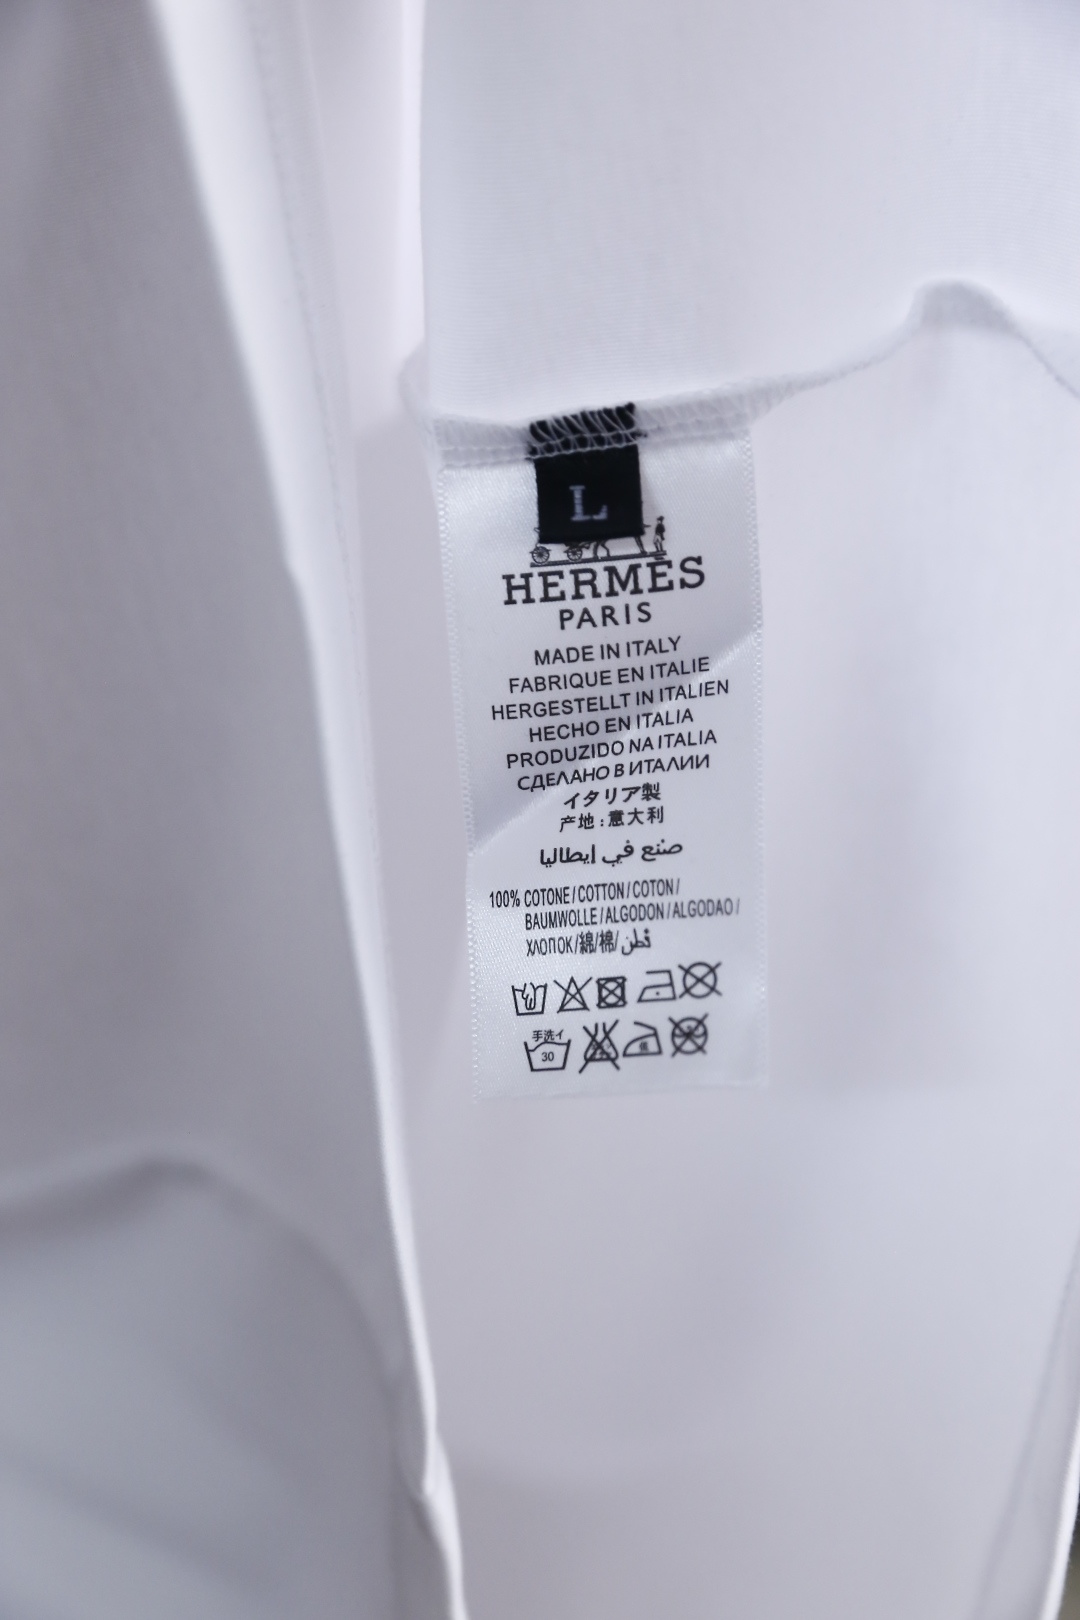 L
HERMÈS
PARIS
MADE IN ITALY
FABRIQUE EN ITALIE
HERGESTELLT IN ITALIEN
HECHO EN ITALIA
PRODUZIDO NA ITALIA
СДЕЛАНО В ИТАЛИИ
イタリア製
产地:意大利
صنع في إيطاليا
100% COTONE/COTTON/COTON/
BAUMWOLLE/ALGODON/ALGODAO/
ХЛОПОК/綿/棉/قطن
手洗イ
30